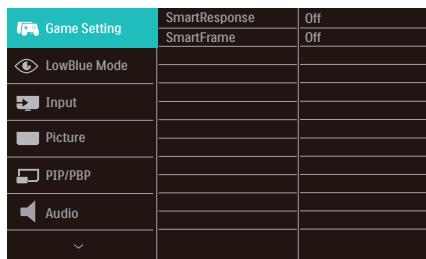 Game Setting
LowBlue Mode
Input
Picture
PIP/PBP
Audio
SmartResponse Off
SmartFrame Off